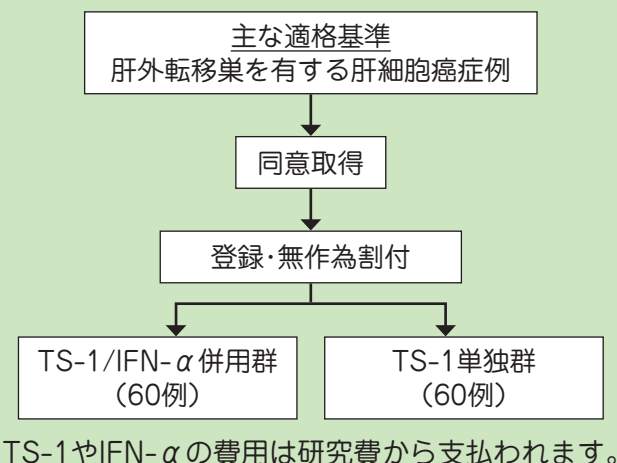 主な適格基準
肝外転移巣を有する肝細胞癌症例
同意取得
登録・無作為割付
TS-1/IFN-α併用群
（60例）
TS-1単独群
（60例）
TS-1やIFN-αの費用は研究費から支払われます。